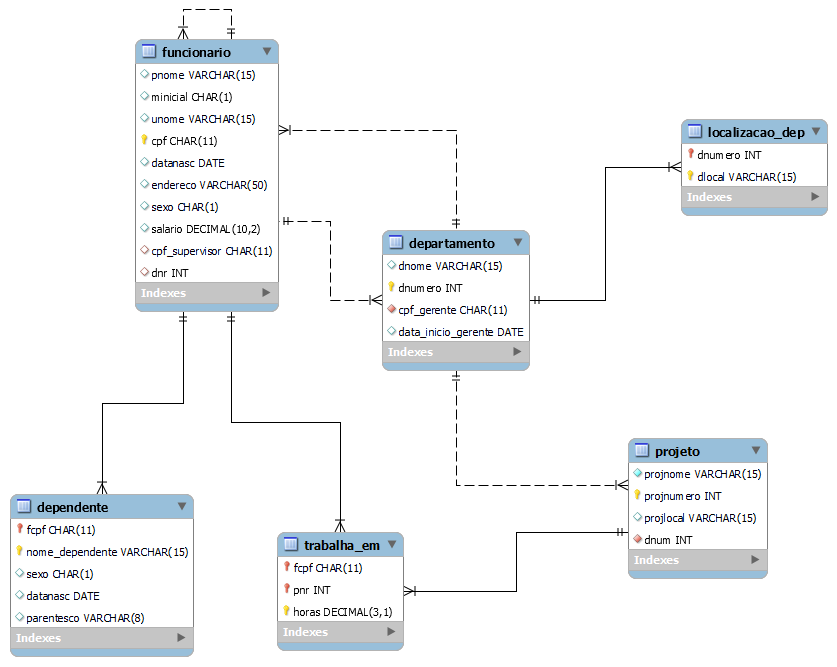 funcionario
pnome VARCHAR(15)
minicial CHAR(1)
unome VARCHAR(15)
cpf CHAR(11)
datanasc DATE
endereco VARCHAR(50)
sexo CHAR(1)
salario DECIMAL(10,2)
cpf_supervisor CHAR(11)
dnr INT
Indexes
localizacao_dep
dnumero INT
dlocal VARCHAR(15)
Indexes
departamento
dnome VARCHAR(15)
dnumero INT
cpf_gerente CHAR(11)
data_inicio_gerente DATE
Indexes
projeto
projnome VARCHAR(15)
projnumero INT
projlocal VARCHAR(15)
dnum INT
Indexes
dependente
fcpf CHAR(11)
nome_dependente VARCHAR(15)
sexo CHAR(1)
datanasc DATE
parentesco VARCHAR(8)
Indexes
trabalha_em
fcpf CHAR(11)
pnr INT
horas DECIMAL(3,1)
Indexes